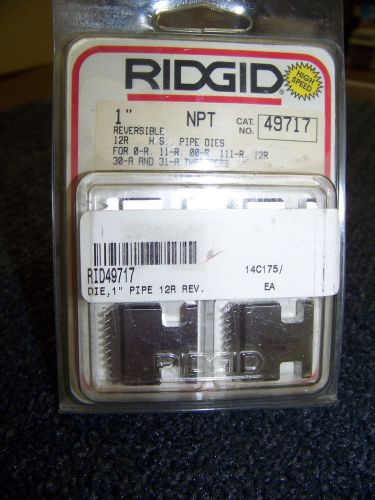 RIDGID
HIGH SPEED
1" NPT CAT. NO. 49717
REVERSIBLE
12R H.S. PIPE DIES
FOR 0-R, 11-R, 00-R, 111-R, 12R
30-A AND 31-A THREADERS
RID49717 14C175/
DIE,1" PIPE 12R REV. EA
RIDGID